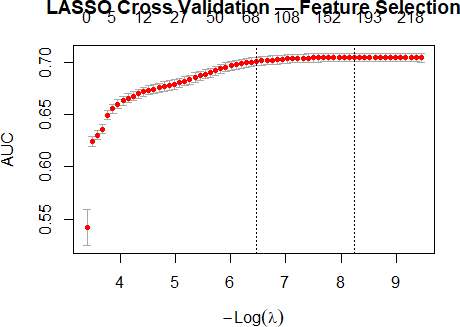 LASSO Cross Validation — Feature Selection
0 5 12 27 50 68 108 152 193 218
0.70
0.65
0.60
0.55
AUC
4 5 6 7 8 9
−Log(λ)